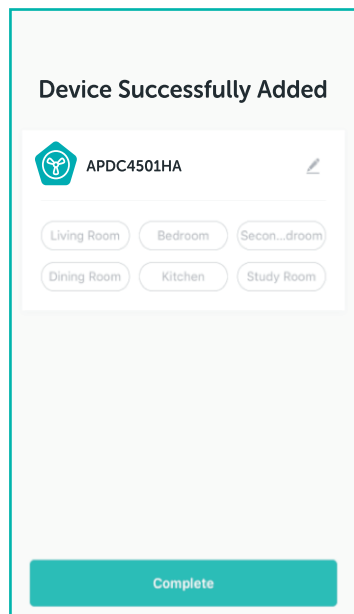 Device Successfully Added
APDC4501HA
Living Room Bedroom Secon...droom
Dining Room Kitchen Study Room
Complete